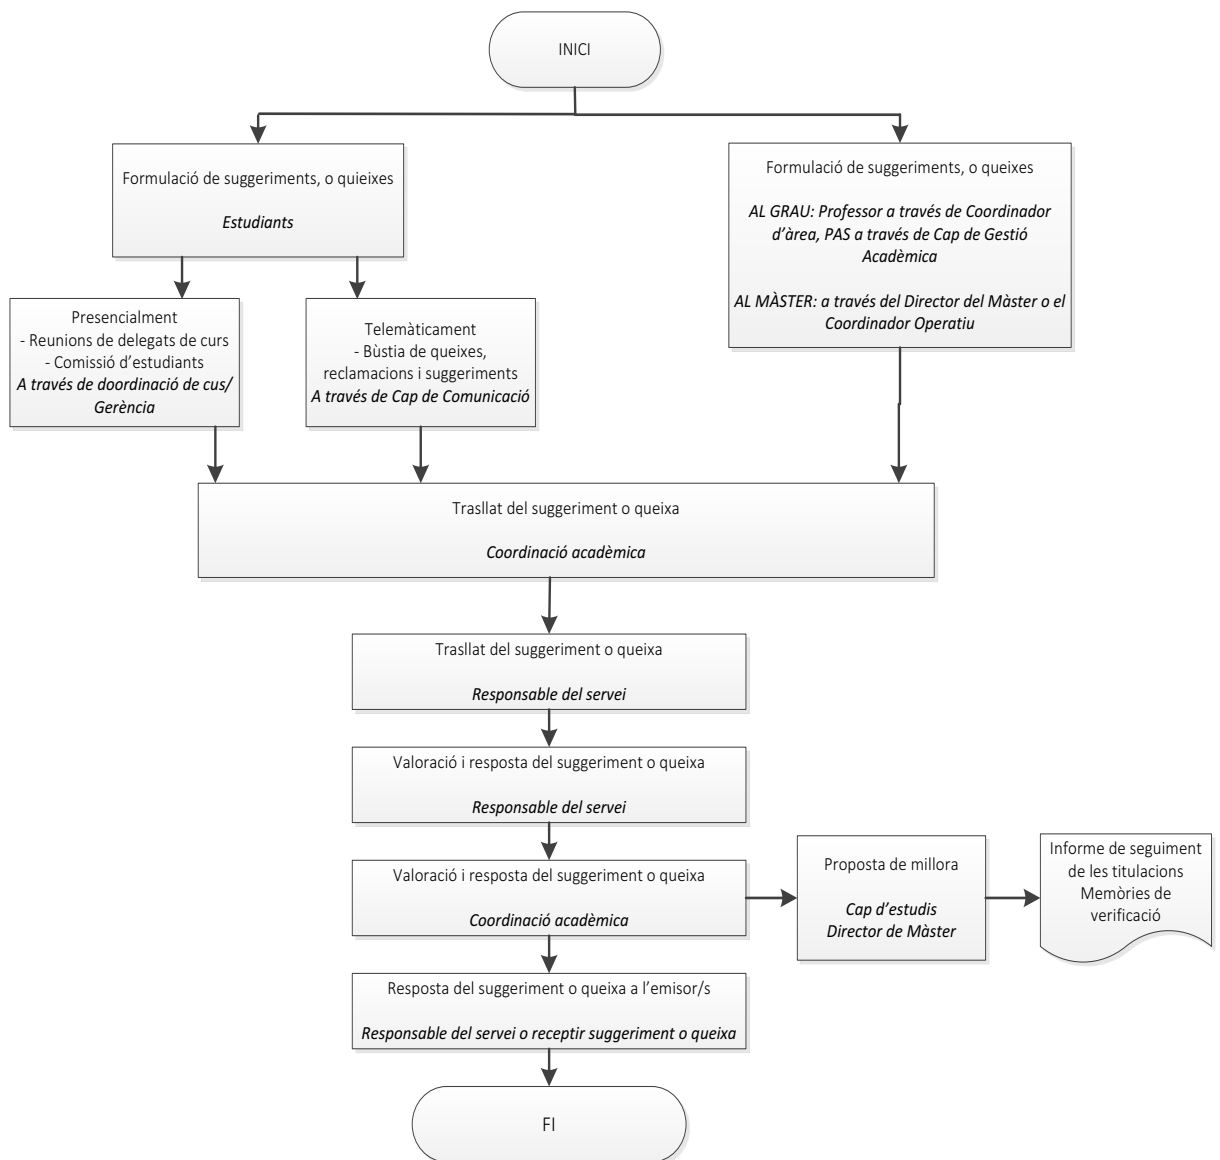 INICI
Formulació de suggeriments, o quieixes
Estudiants
Formulació de suggeriments, o queixes
AL GRAU: Professor a través de Coordinador
d'àrea, PAS a través de Cap de Gestió
Acadèmica
AL MÀSTER: a través del Director del Màster o el
Coordinador Operatiu
Presencialment
- Reunions de delegats de curs
- Comissió d'estudiants
A través de doordinació de cus/
Gerència
Telemàticament
- Bùstia de queixes,
reclamacions i suggeriments
A través de Cap de Comunicació
Trasllat del suggeriment o queixa
Coordinació acadèmica
Trasllat del suggeriment o queixa
Responsable del servei
Valoració i resposta del suggeriment o queixa
Responsable del servei
Valoració i resposta del suggeriment o queixa
Coordinació acadèmica
Proposta de millora
Cap d'estudis
Director de Màster
Informe de seguiment
de les titulacions
Memòries de
verificació
Resposta del suggeriment o queixa a l'emisor/s
Responsable del servei o receptir suggeriment o queixa
FI